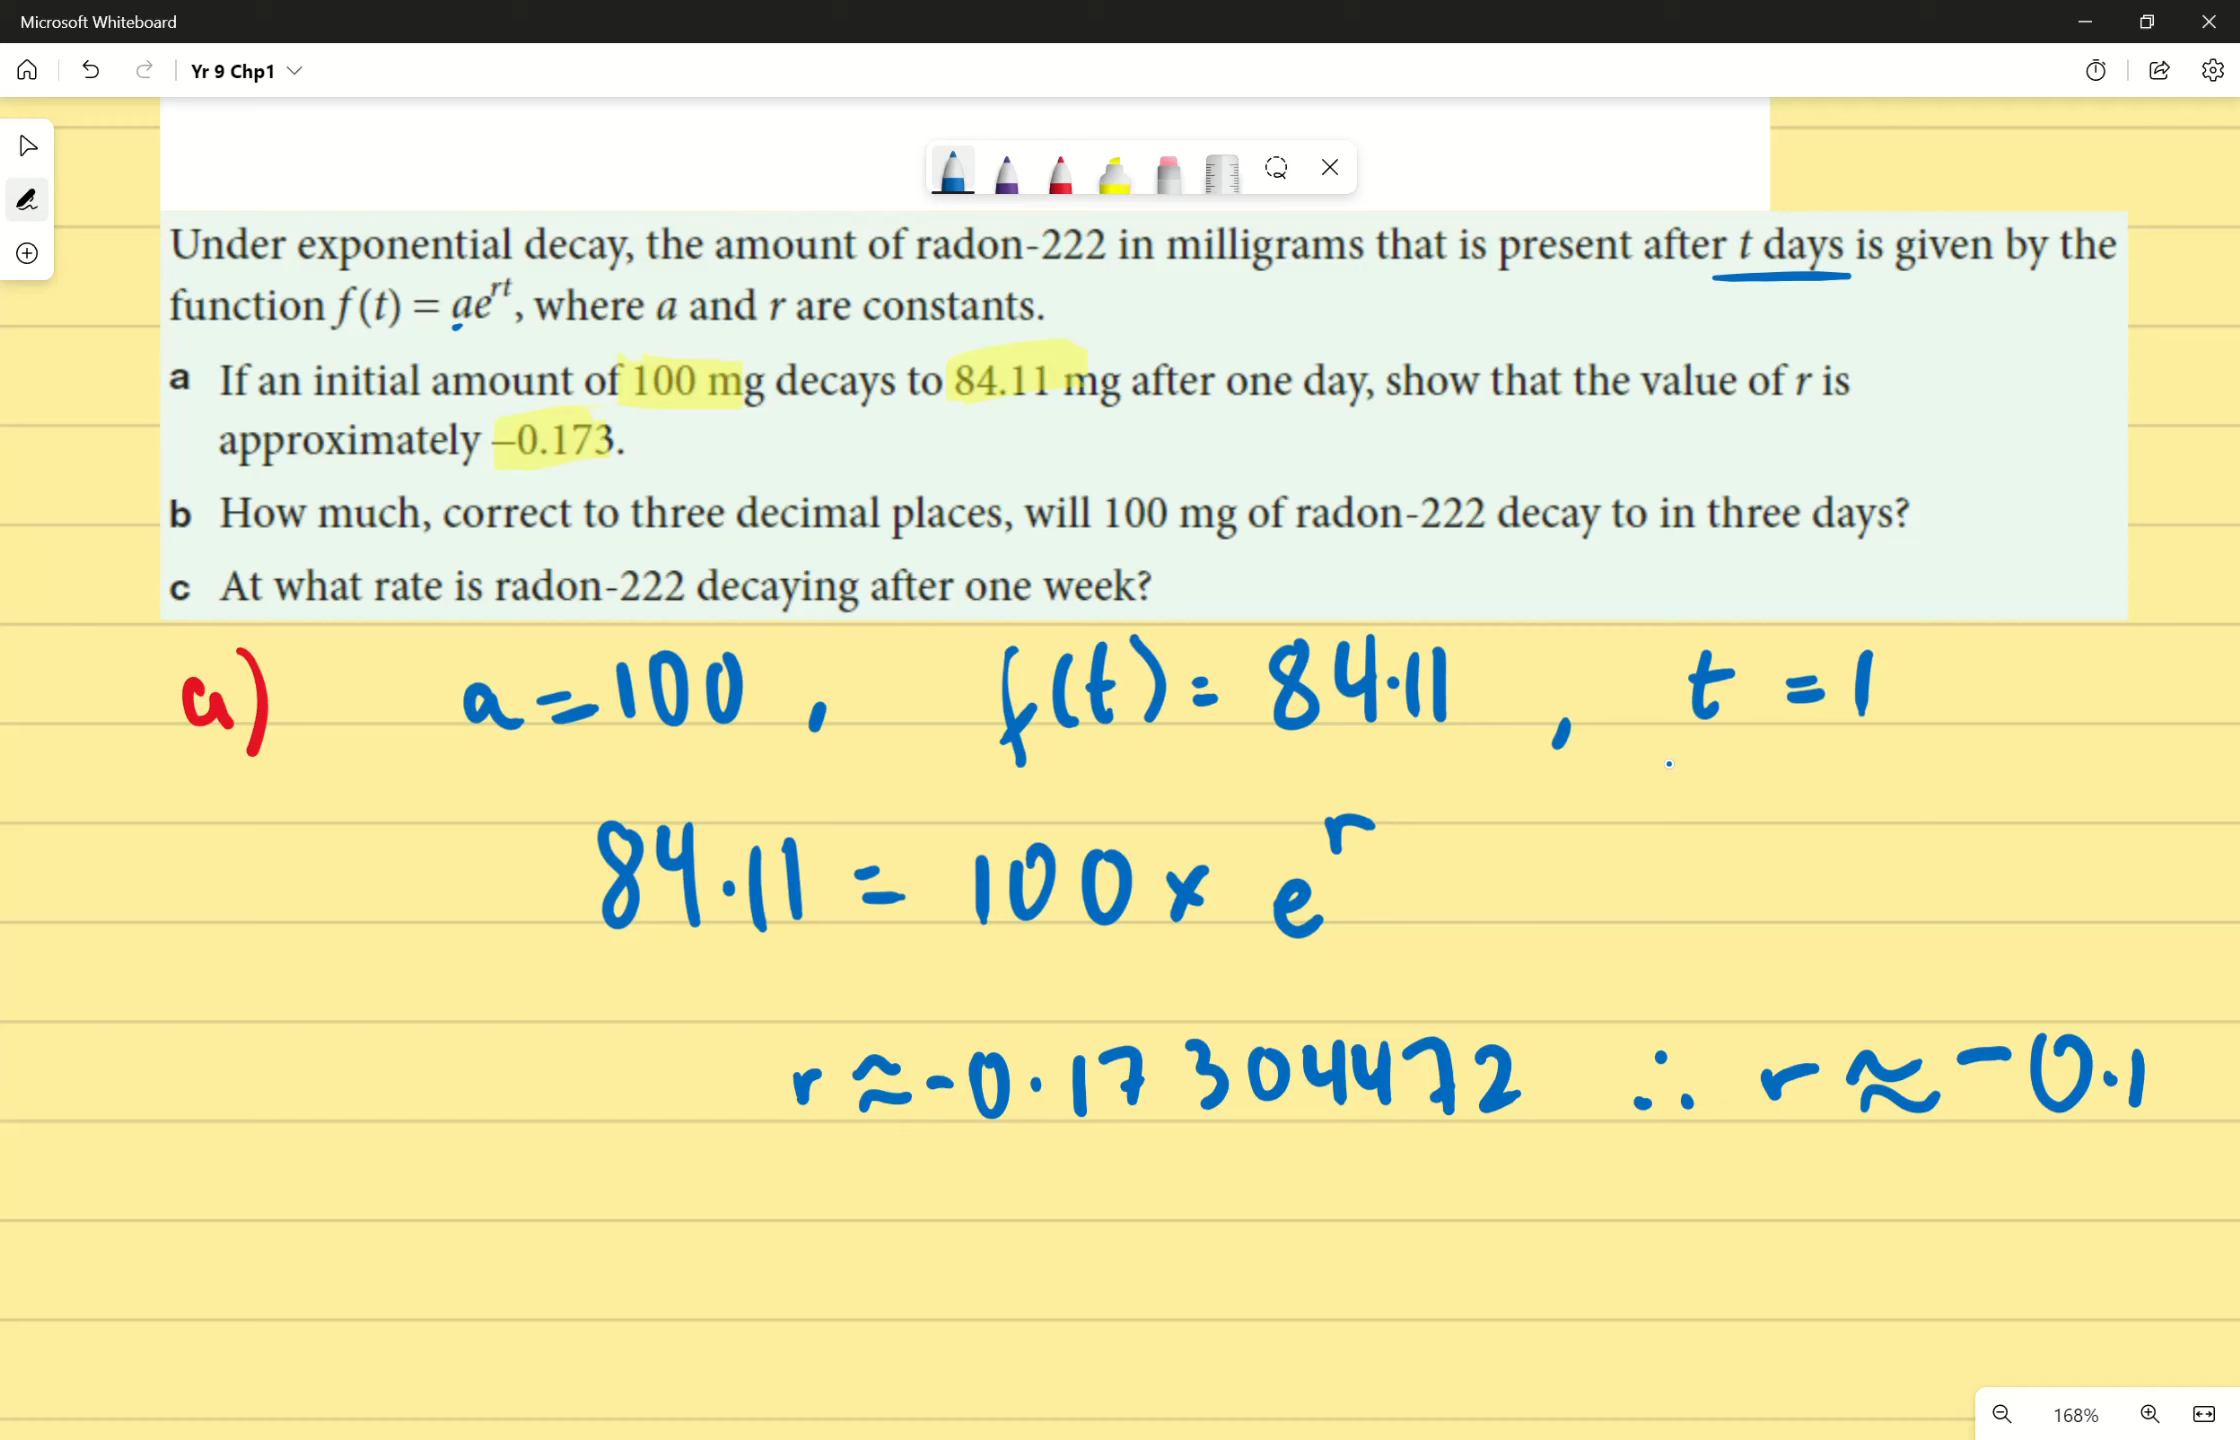 Microsoft Whiteboard
Yr 9 Chp1
Under exponential decay, the amount of radon-222 in milligrams that is present after t days is given by the
function f(t) = ae^rt, where a and r are constants.
a If an initial amount of 100 mg decays to 84.11 mg after one day, show that the value of r is
approximately –0.173.
b How much, correct to three decimal places, will 100 mg of radon-222 decay to in three days?
c At what rate is radon-222 decaying after one week?
a) a = 100 , f(t) = 84.11 , t = 1
84.11 = 100 × e^r
r ≈ -0.17304472 ∴ r ≈ -0.1
168%